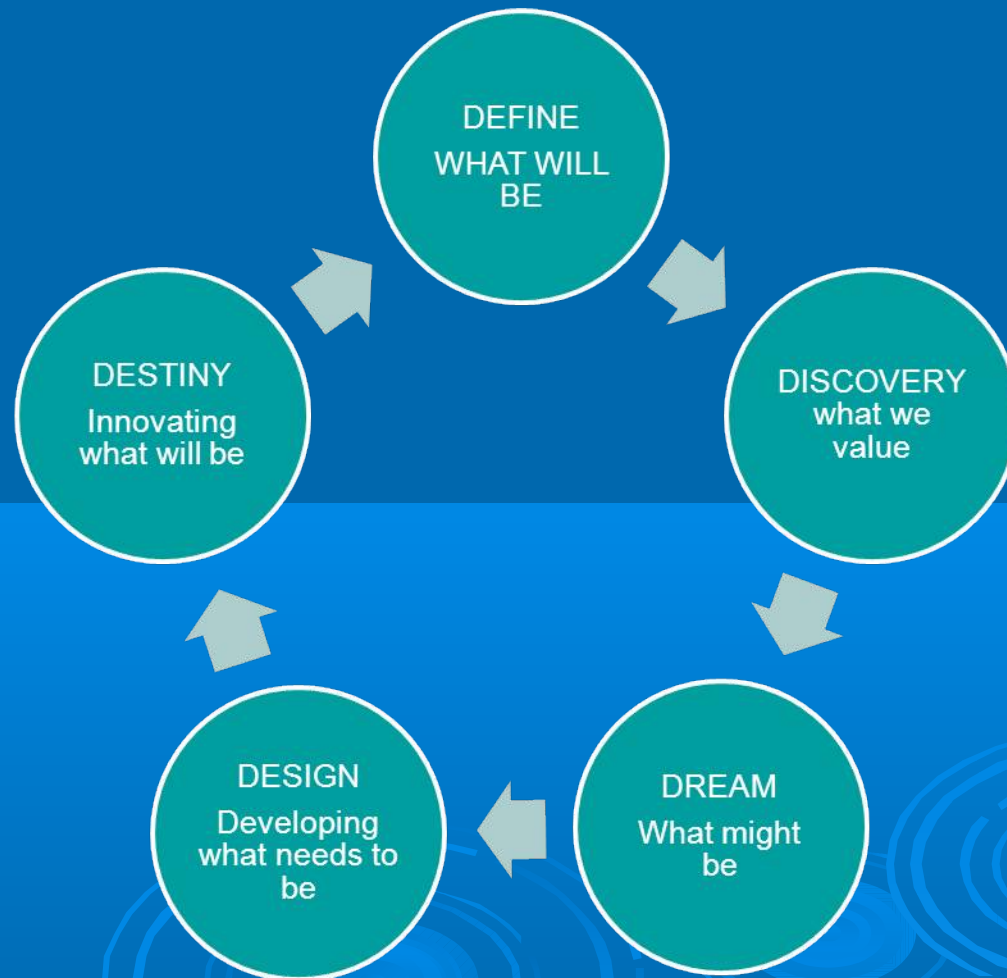 DEFINE
WHAT WILL
BE
DISCOVERY
what we
value
DREAM
What might
be
DESIGN
Developing
what needs to
be
DESTINY
Innovating
what will be